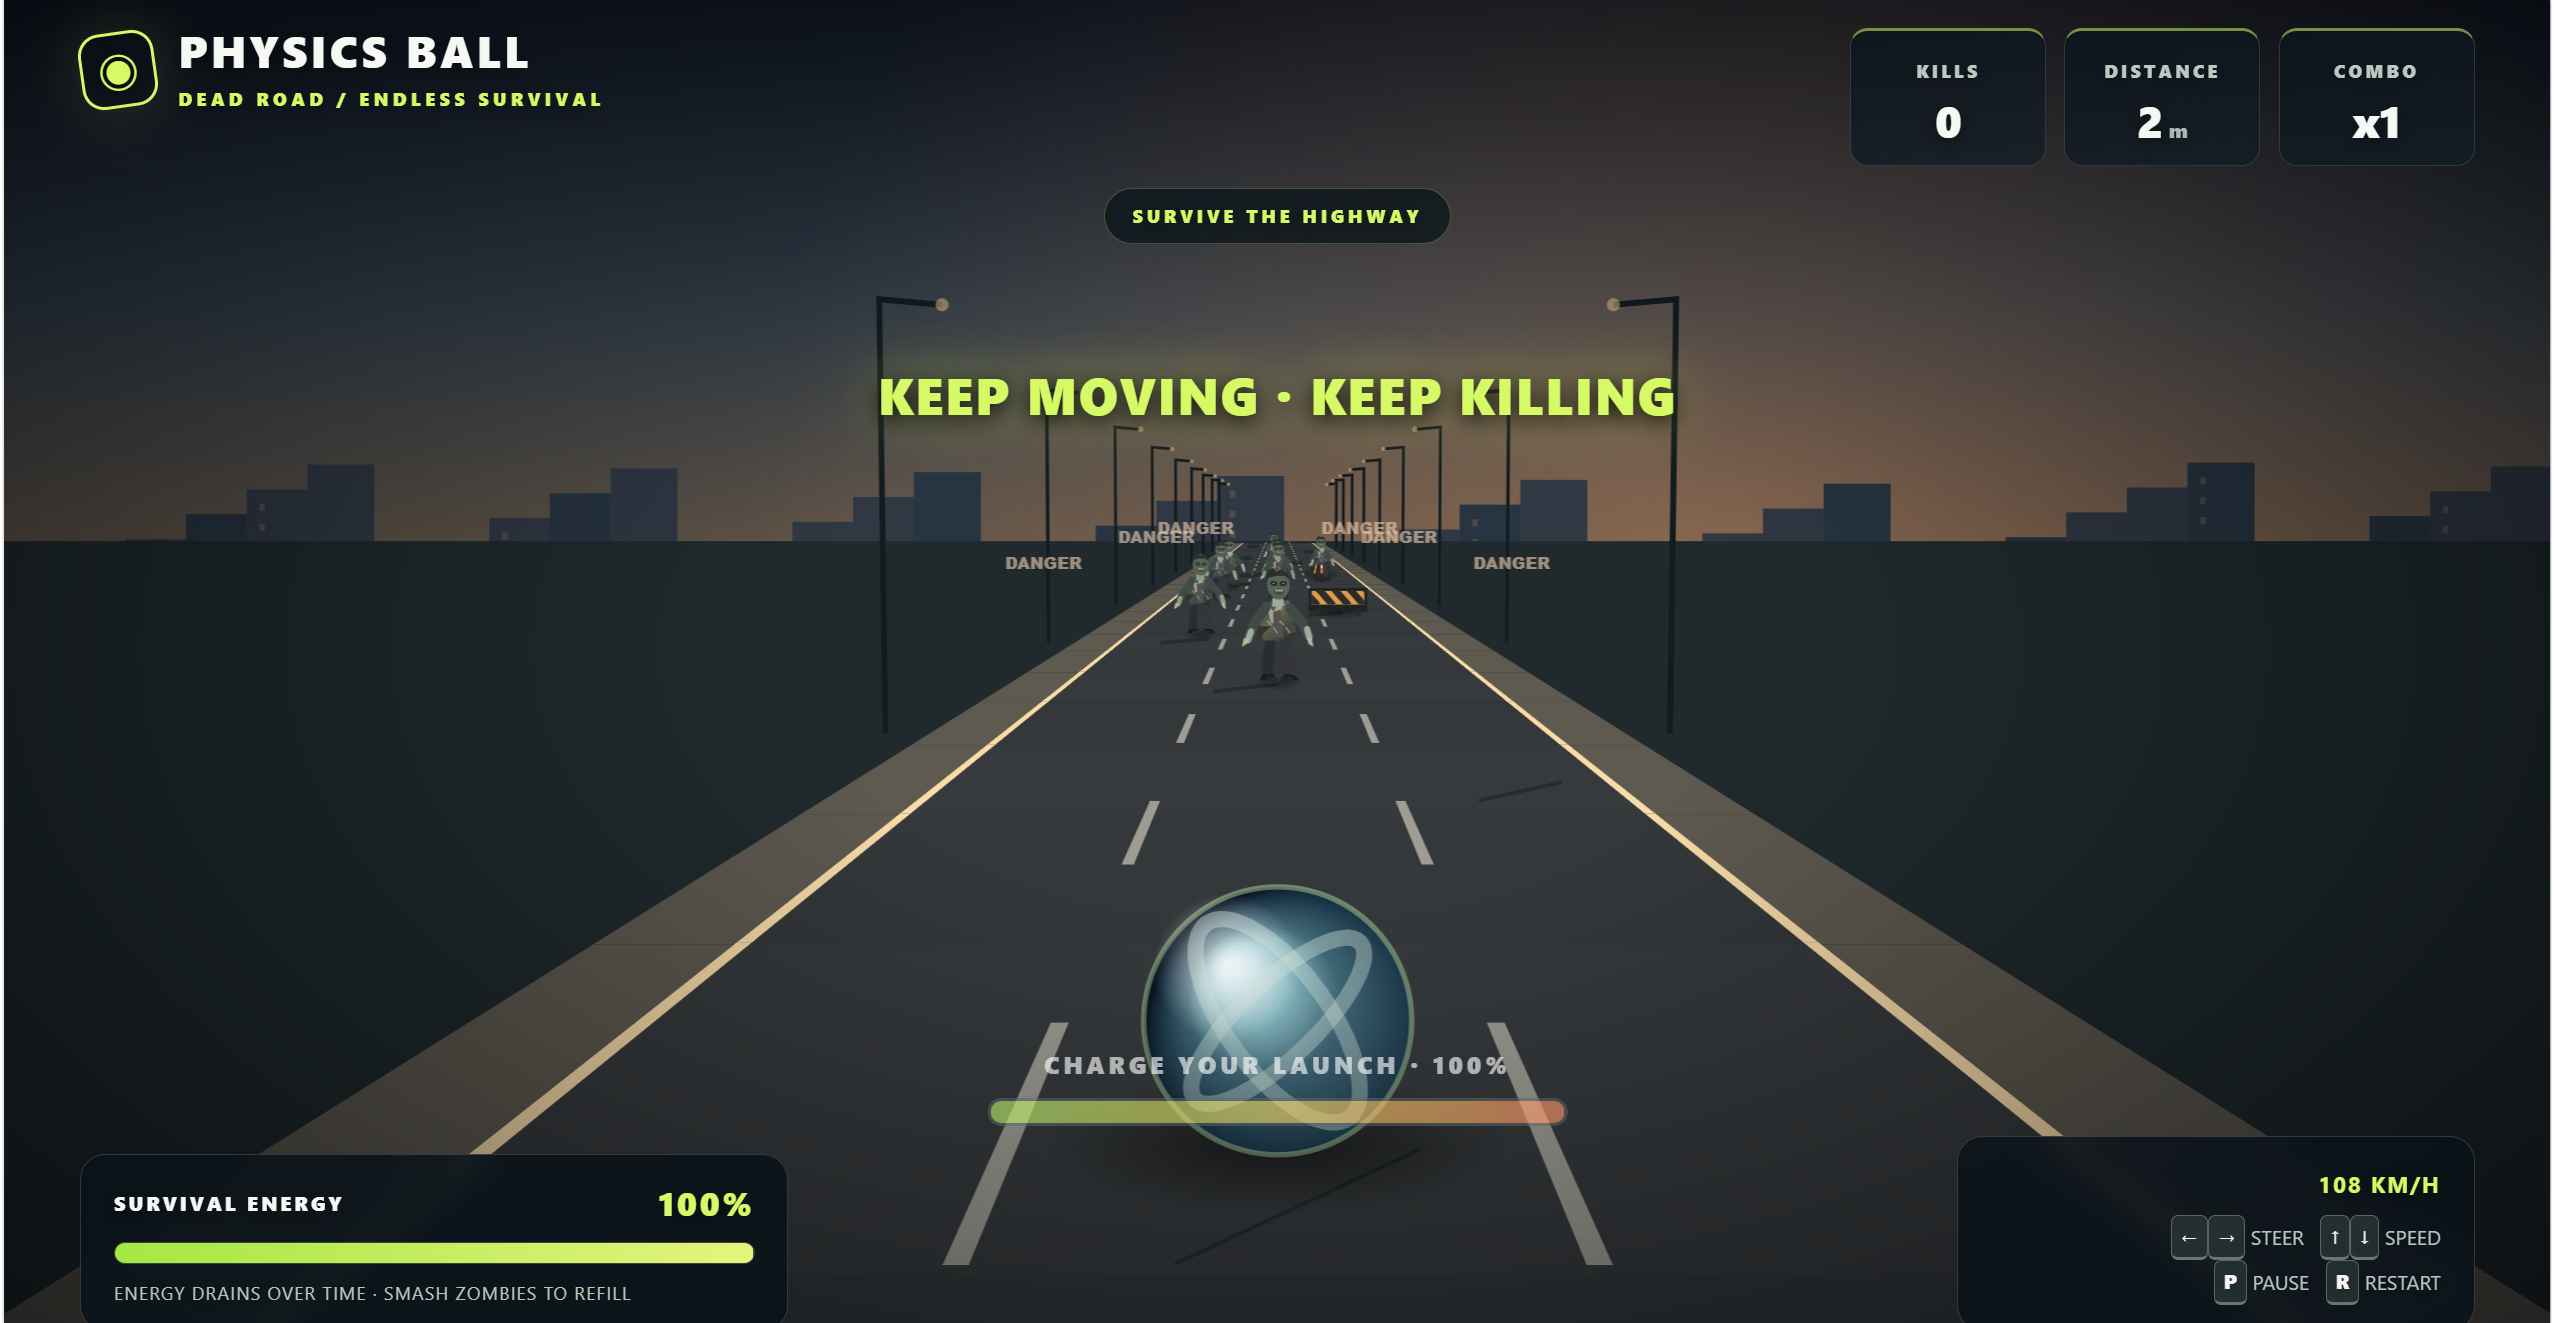 PHYSICS BALL
DEAD ROAD / ENDLESS SURVIVAL
KILLS
0
DISTANCE
2 m
COMBO
x1
SURVIVE THE HIGHWAY
KEEP MOVING · KEEP KILLING
DANGER
DANGER
DANGER
DANGER
DANGER
DANGER
CHARGE YOUR LAUNCH · 100%
SURVIVAL ENERGY 100%
ENERGY DRAINS OVER TIME · SMASH ZOMBIES TO REFILL
108 KM/H
← → STEER ↑ ↓ SPEED
P PAUSE R RESTART